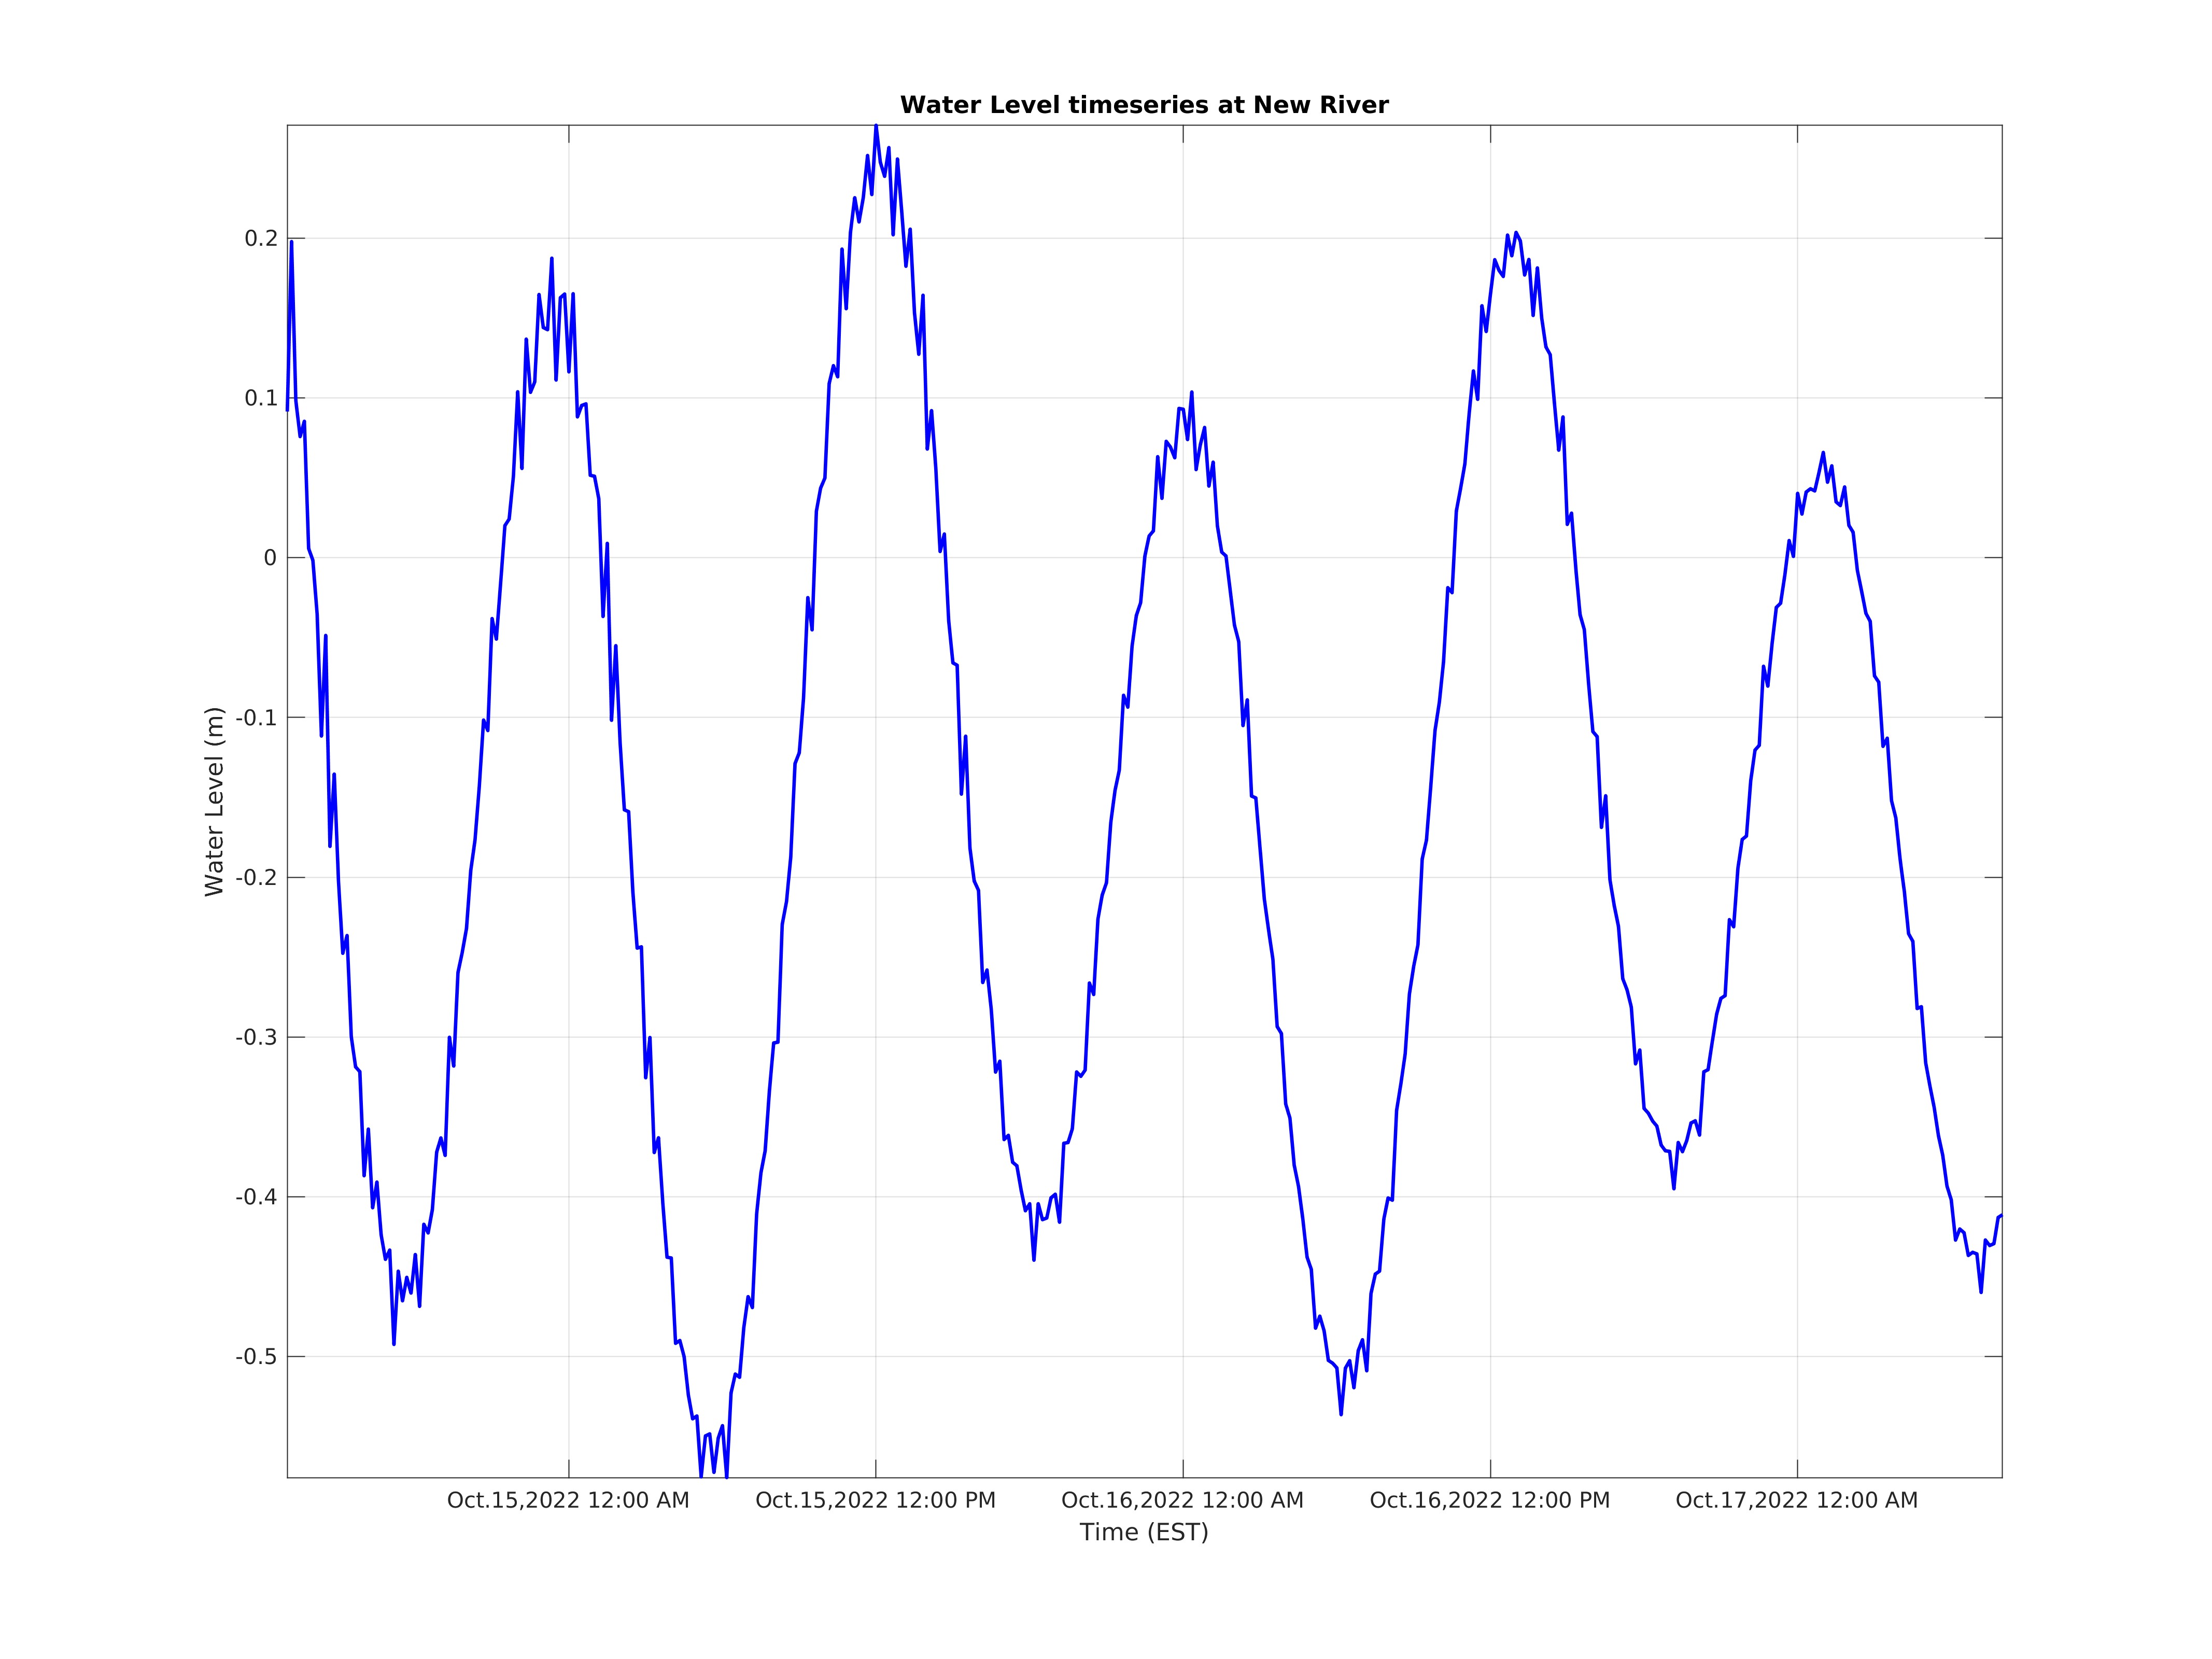 Water Level timeseries at New River
0.2
0.1
0
-0.1
-0.2
-0.3
-0.4
-0.5
Water Level (m)
Oct.15,2022 12:00 AM
Oct.15,2022 12:00 PM
Oct.16,2022 12:00 AM
Oct.16,2022 12:00 PM
Oct.17,2022 12:00 AM
Time (EST)